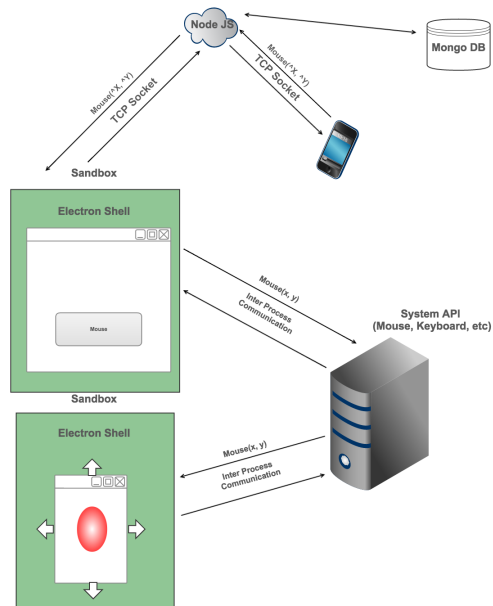 Node JS
Mongo DB
Mouse(^X, ^Y)
TCP Socket
Mouse(^X, ^Y)
TCP Socket
Sandbox
Electron Shell
Mouse
Mouse(x, y)
Inter Process
Communication
System API
(Mouse, Keyboard, etc)
Sandbox
Electron Shell
Mouse(x, y)
Inter Process
Communication